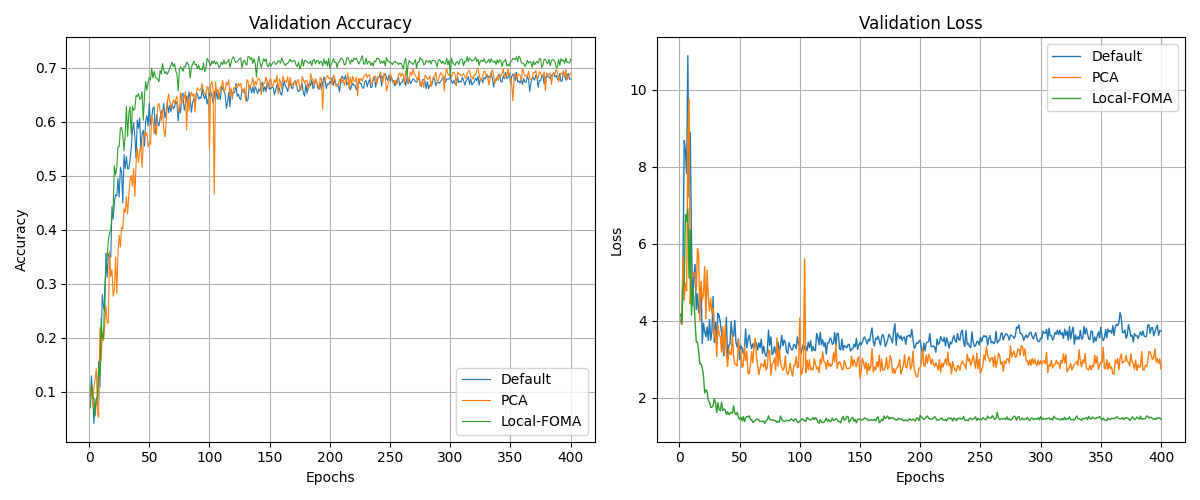 Validation Accuracy
Accuracy
0.7
0.6
0.5
0.4
0.3
0.2
0.1
0 50 100 150 200 250 300 350 400
Epochs
Default
PCA
Local-FOMA
Validation Loss
Loss
10
8
6
4
2
0 50 100 150 200 250 300 350 400
Epochs
Default
PCA
Local-FOMA